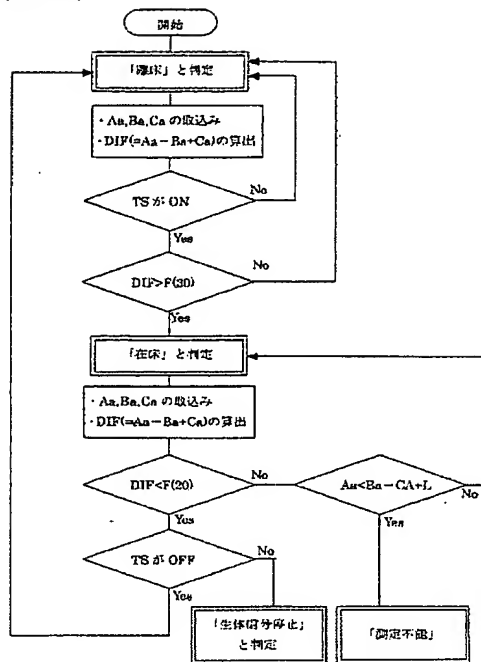 開始
「離床」と判定
・Aa,Ba,Ca の取込み
・DIF(=Aa－Ba+Ca)の算出
TS が ON
No
Yes
DIF>F(30)
No
Yes
「在床」と判定
・Aa,Ba,Ca の取込み
・DIF(=Aa－Ba+Ca)の算出
DIF<F(20)
No
Yes
Aa<Ba－CA+L
No
Yes
TS が OFF
No
Yes
「生体信号停止」
と判定
「測定不能」